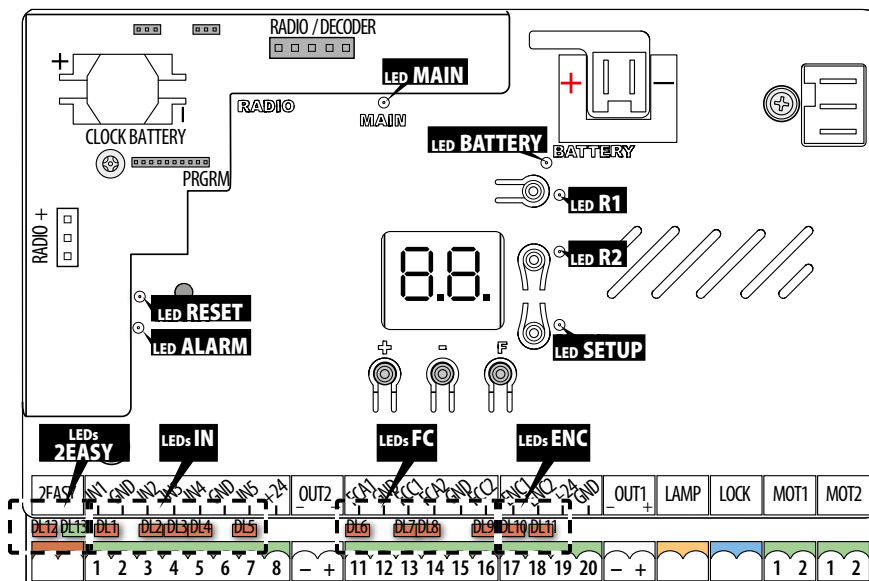 RADIO / DECODER
+
LED MAIN
RADIO
MAIN
+
−
−
CLOCK BATTERY
LED BATTERY
BATTERY
PRGRM
LED R1
RADIO +
LED R2
8.8.
LED RESET
LED ALARM
LED SETUP
+ - F
LEDs 2EASY
LEDs IN
LEDs FC
LEDs ENC
2EASY IN1 GND IN2 IN3 IN4 GND IN5 +24 OUT2 FCA1 GND FCC1 FCA2 GND FCC2 ENC1 ENC2 +24 GND OUT1 LAMP LOCK MOT1 MOT2
− + − +
DL12 DL13 DL1 DL2 DL3 DL4 DL5 DL6 DL7 DL8 DL9 DL10 DL11
1 2 3 4 5 6 7 8 − + 11 12 13 14 15 16 17 18 19 20 − + 1 2 1 2